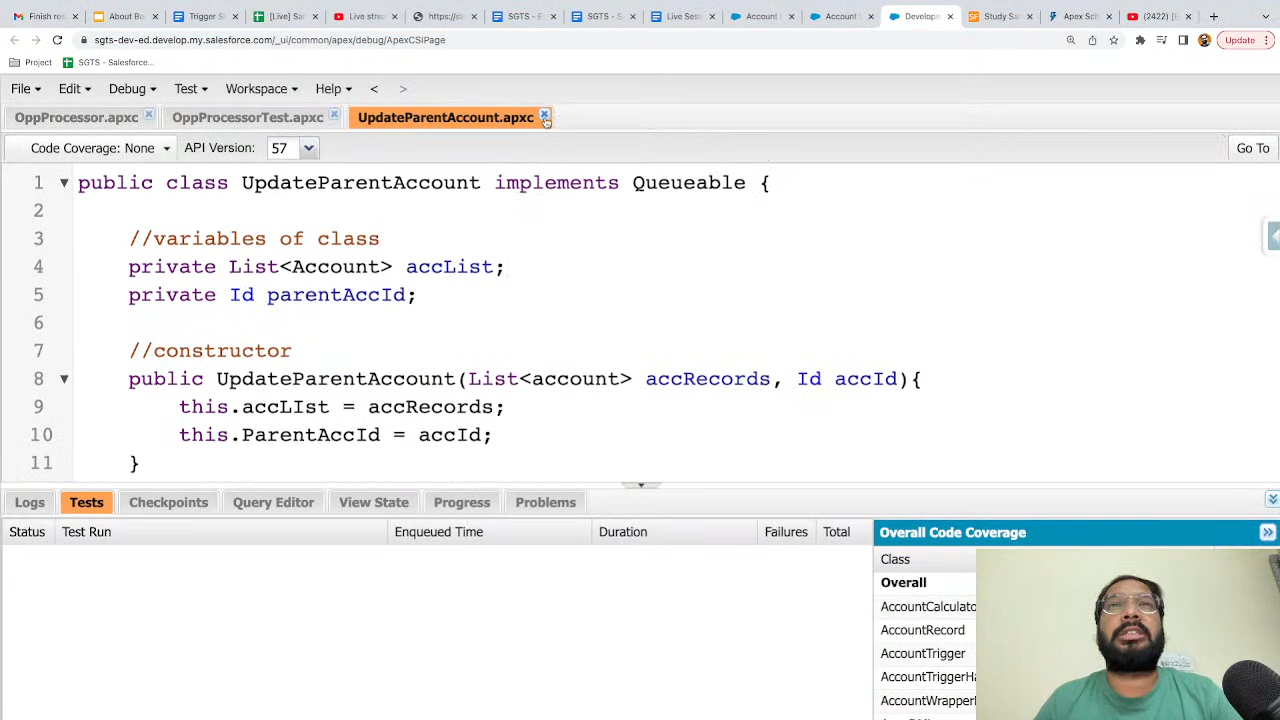 Finish res
About Bo
Trigger S
[Live] Sar
Live strea
https://sa
SGTS - E
SGTS - S
Live Sess
Account
Account
Develope
Study Sal
Apex Sch
(2422) [E
sgts-dev-ed.develop.my.salesforce.com/_ui/common/apex/debug/ApexCSIPage
Update
Project
SGTS - Salesforce...
File Edit Debug Test Workspace Help < >
OppProcessor.apxc OppProcessorTest.apxc UpdateParentAccount.apxc
Code Coverage: None API Version: 57 Go To
1 public class UpdateParentAccount implements Queueable {
2
3 //variables of class
4 private List<Account> accList;
5 private Id parentAccId;
6
7 //constructor
8 public UpdateParentAccount(List<account> accRecords, Id accId){
9 this.accLIst = accRecords;
10 this.ParentAccId = accId;
11 }
Logs Tests Checkpoints Query Editor View State Progress Problems
Status Test Run Enqueued Time Duration Failures Total
Overall Code Coverage
Class
Overall
AccountCalculato
AccountRecord
AccountTrigger
AccountTriggerHa
AccountWrapper